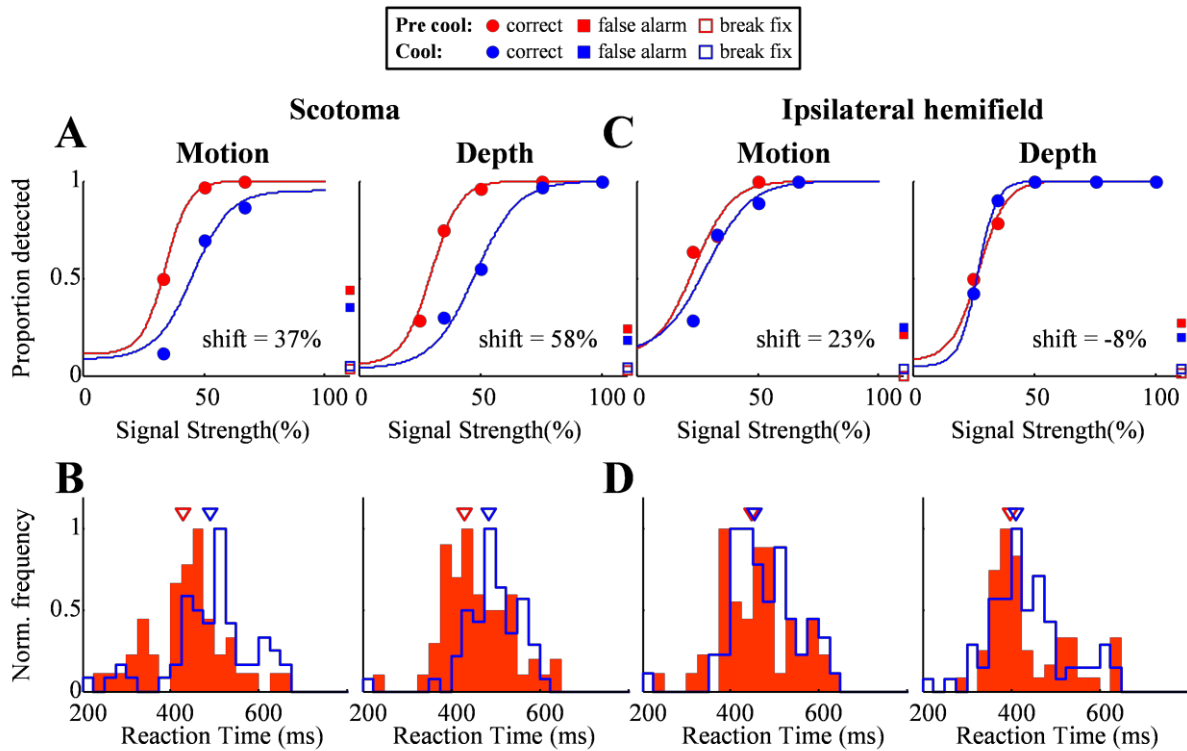 Pre cool: correct false alarm break fix
Cool: correct false alarm break fix
Scotoma
Ipsilateral hemifield
A
Motion
Depth
C
Motion
Depth
Proportion detected
1
0.5
0
shift = 37%
shift = 58%
shift = 23%
shift = -8%
0 50 100
0 50 100
0 50 100
0 50 100
Signal Strength(%)
Signal Strength(%)
Signal Strength(%)
Signal Strength(%)
B
D
Norm. frequency
1
0.5
0
200 400 600
200 400 600
200 400 600
200 400 600
Reaction Time (ms)
Reaction Time (ms)
Reaction Time (ms)
Reaction Time (ms)